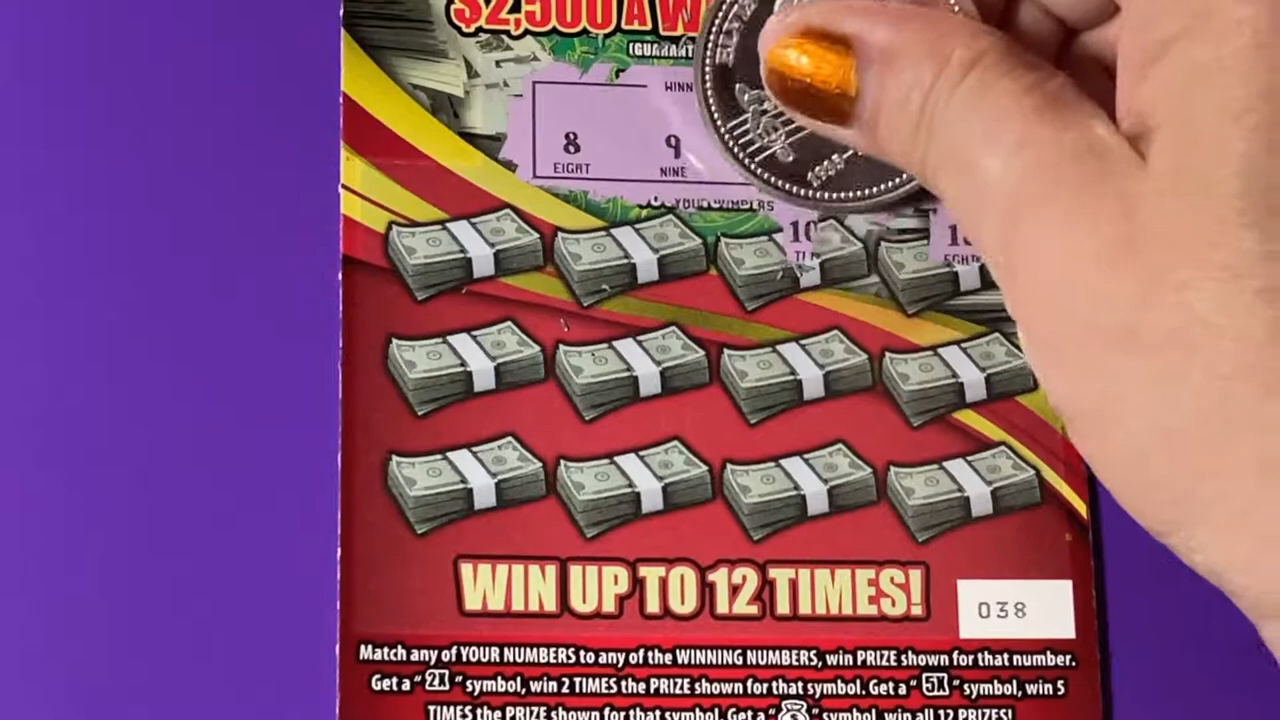 $2,500 A W
(GUARANT
WINN
8 9
EIGHT NINE
10
WIN UP TO 12 TIMES!
038
Match any of YOUR NUMBERS to any of the WINNING NUMBERS, win PRIZE shown for that number.
Get a "2X" symbol, win 2 TIMES the PRIZE shown for that symbol. Get a "5X" symbol, win 5
TIMES the PRIZE shown for that symbol. Get a " " symbol, win all 12 PRIZES!